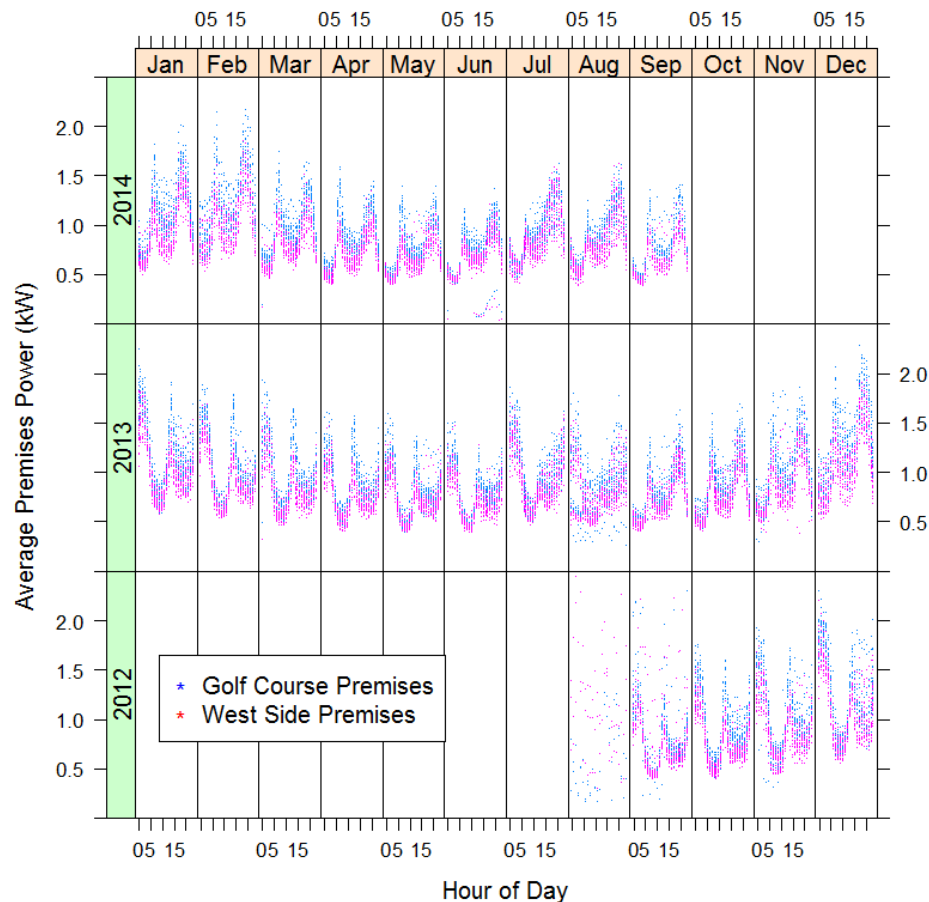 05 15 05 15 05 15 05 15 05 15 05 15
Jan Feb Mar Apr May Jun Jul Aug Sep Oct Nov Dec
2014
2.0
1.5
1.0
0.5
2013
2.0
1.5
1.0
0.5
2012
2.0
1.5
1.0
0.5
* Golf Course Premises
* West Side Premises
05 15 05 15 05 15 05 15 05 15 05 15
Average Premises Power (kW)
Hour of Day